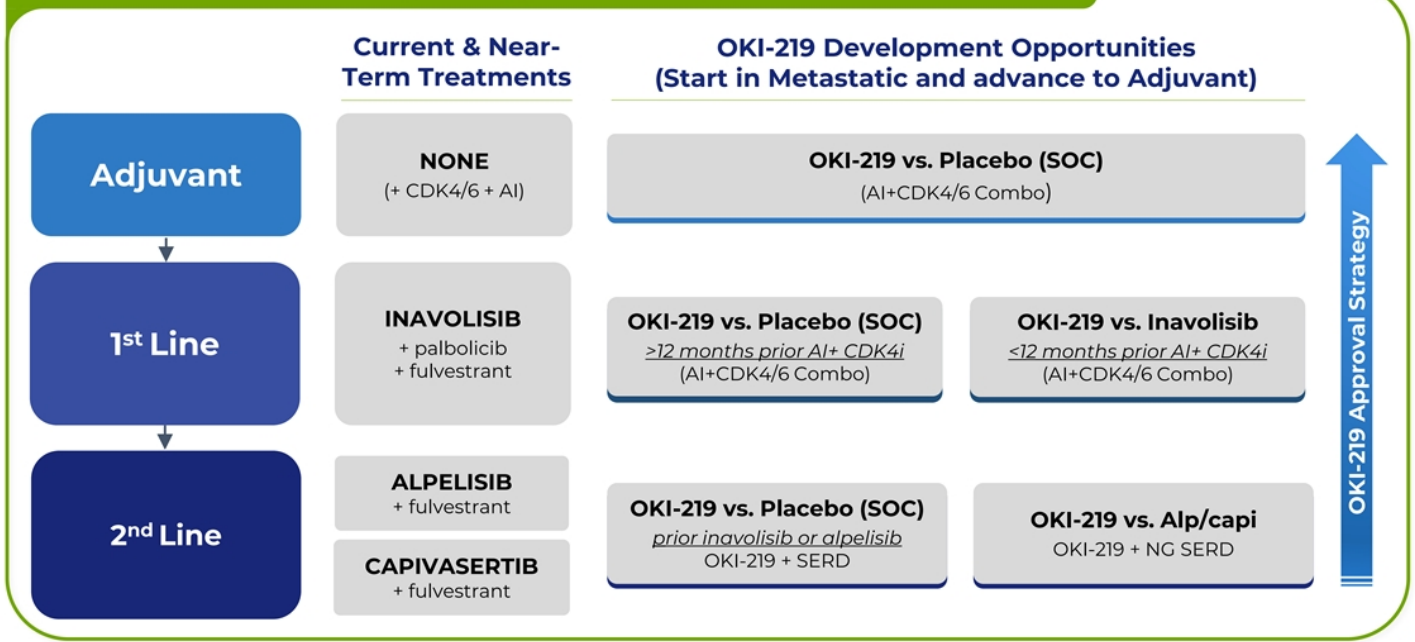 Current & Near-
Term Treatments
OKI-219 Development Opportunities
(Start in Metastatic and advance to Adjuvant)
Adjuvant
NONE
(+ CDK4/6 + AI)
OKI-219 vs. Placebo (SOC)
(AI+CDK4/6 Combo)
1st Line
INAVOLISIB
+ palbolicib
+ fulvestrant
OKI-219 vs. Placebo (SOC)
>12 months prior AI+ CDK4i
(AI+CDK4/6 Combo)
OKI-219 vs. Inavolisib
<12 months prior AI+ CDK4i
(AI+CDK4/6 Combo)
2nd Line
ALPELISIB
+ fulvestrant
CAPIVASERTIB
+ fulvestrant
OKI-219 vs. Placebo (SOC)
prior inavolisib or alpelisib
OKI-219 + SERD
OKI-219 vs. Alp/capi
OKI-219 + NG SERD
OKI-219 Approval Strategy